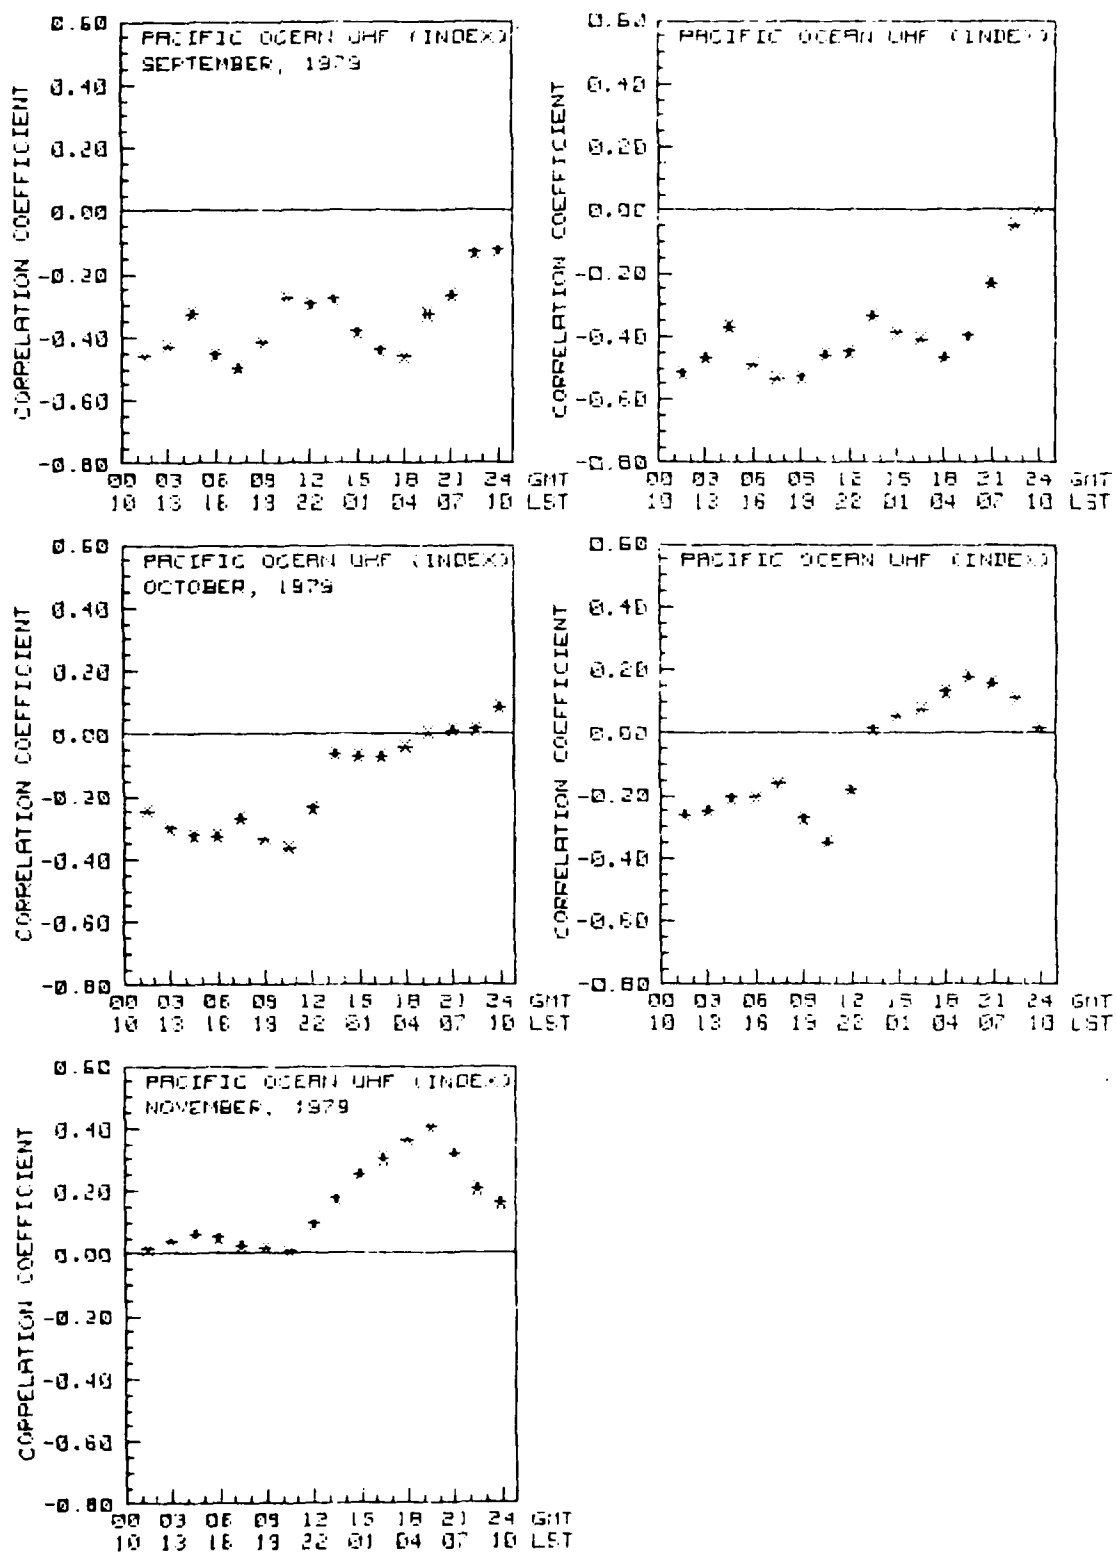 PACIFIC OCEAN UHF (INDEX)
SEPTEMBER, 1979
CORRELATION COEFFICIENT
0.60
0.40
0.20
0.00
-0.20
-0.40
-0.60
-0.80
00 03 06 09 12 15 18 21 24 GMT
10 13 16 19 22 01 04 07 10 LST
PACIFIC OCEAN UHF (INDEX)
CORRELATION COEFFICIENT
0.60
0.40
0.20
0.00
-0.20
-0.40
-0.60
-0.80
00 03 06 09 12 15 18 21 24 GMT
10 13 16 19 22 01 04 07 10 LST
PACIFIC OCEAN UHF (INDEX)
OCTOBER, 1979
CORRELATION COEFFICIENT
0.60
0.40
0.20
0.00
-0.20
-0.40
-0.60
-0.80
00 03 06 09 12 15 18 21 24 GMT
10 13 16 19 22 01 04 07 10 LST
PACIFIC OCEAN UHF (INDEX)
CORRELATION COEFFICIENT
0.60
0.40
0.20
0.00
-0.20
-0.40
-0.60
-0.80
00 03 06 09 12 15 18 21 24 GMT
10 13 16 19 22 01 04 07 10 LST
PACIFIC OCEAN UHF (INDEX)
NOVEMBER, 1979
CORRELATION COEFFICIENT
0.60
0.40
0.20
0.00
-0.20
-0.40
-0.60
-0.80
00 03 06 09 12 15 18 21 24 GMT
10 13 16 19 22 01 04 07 10 LST